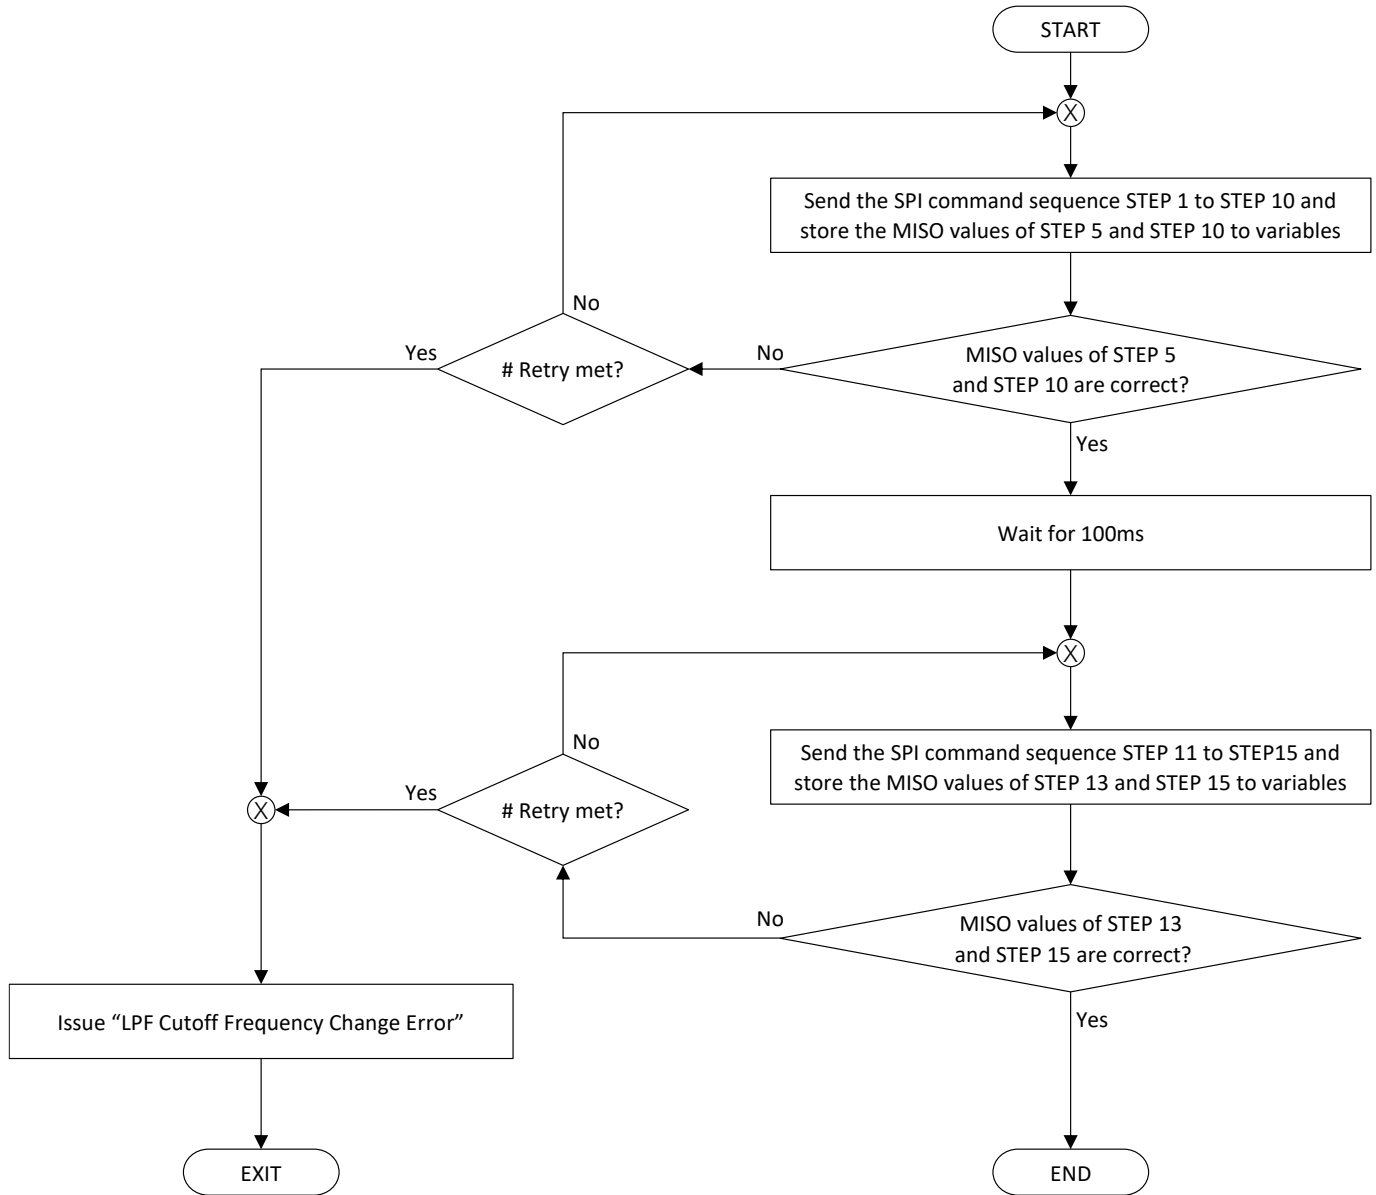 START
X
Send the SPI command sequence STEP 1 to STEP 10 and
store the MISO values of STEP 5 and STEP 10 to variables
No
Yes
# Retry met?
No
MISO values of STEP 5
and STEP 10 are correct?
Yes
Wait for 100ms
X
No
Send the SPI command sequence STEP 11 to STEP15 and
store the MISO values of STEP 13 and STEP 15 to variables
Yes
X
# Retry met?
No
MISO values of STEP 13
and STEP 15 are correct?
Issue “LPF Cutoff Frequency Change Error”
Yes
EXIT
END